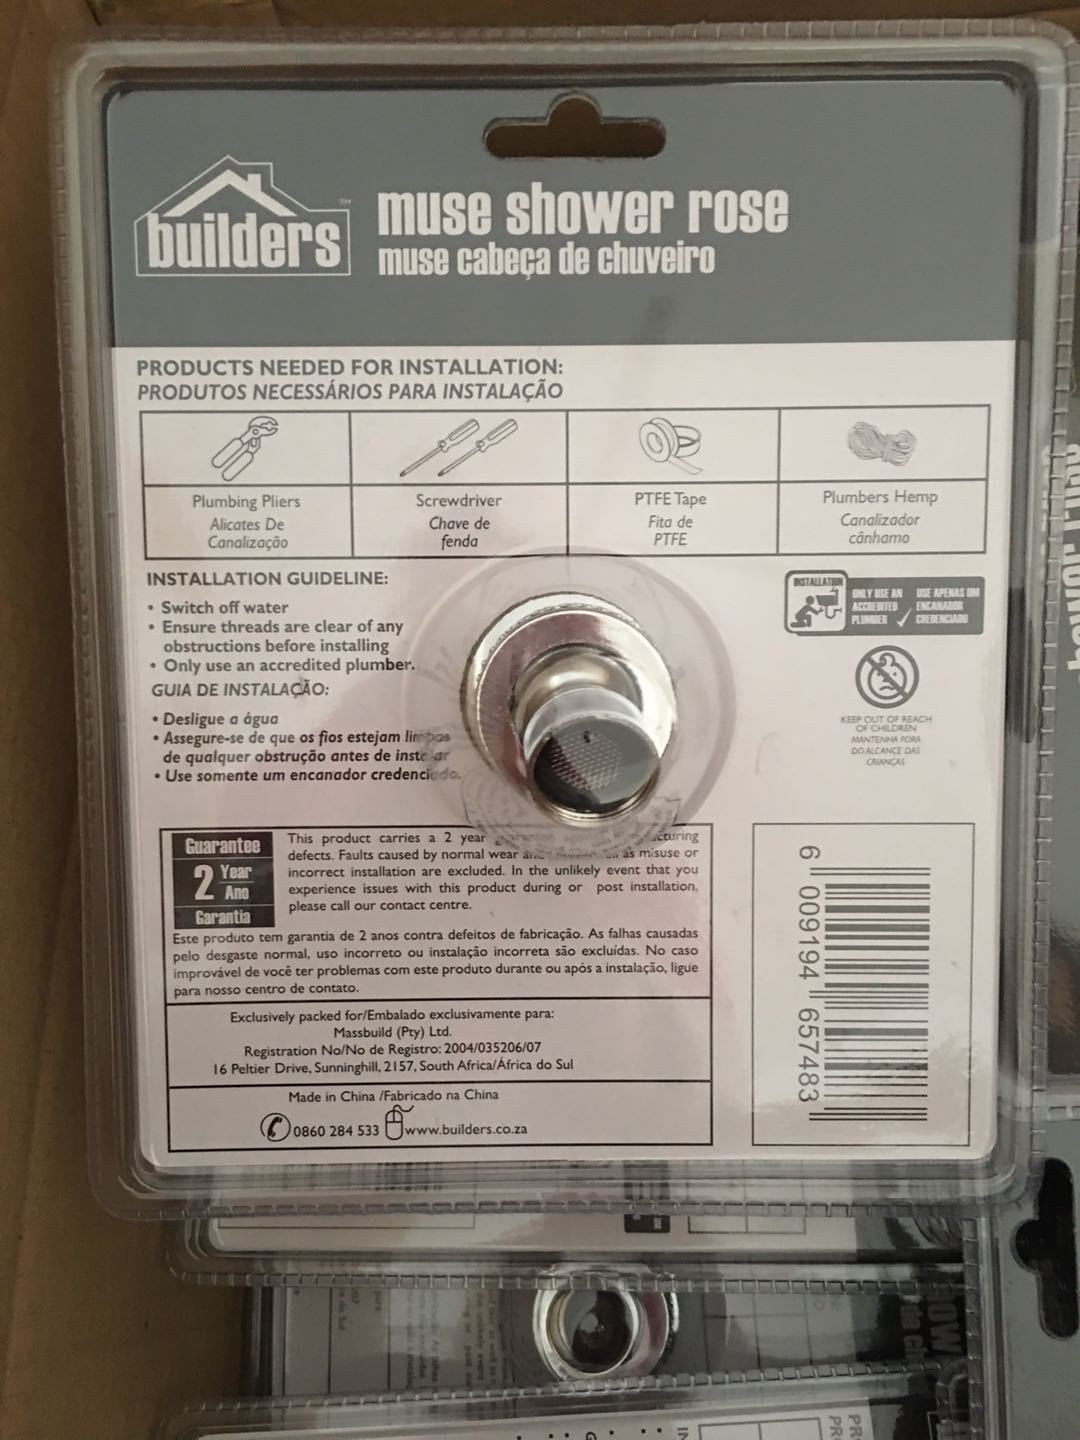 builders™
muse shower rose
muse cabeça de chuveiro
PRODUCTS NEEDED FOR INSTALLATION:
PRODUTOS NECESSÁRIOS PARA INSTALAÇÃO
Plumbing Pliers
Alicates De
Canalização
Screwdriver
Chave de
fenda
PTFE Tape
Fita de
PTFE
Plumbers Hemp
Canalizador
cânhamo
INSTALLATION GUIDELINE:
• Switch off water
• Ensure threads are clear of any
obstructions before installing
• Only use an accredited plumber.
GUIA DE INSTALAÇÃO:
• Desligue a água
• Assegure-se de que os fios estejam limpos
de qualquer obstrução antes de instalar
• Use somente um encanador credenciado.
INSTALLATION
ONLY USE AN
ACCREDITED
PLUMBER
USE APENAS UM
ENCANADOR
CREDENCIADO
KEEP OUT OF REACH
OF CHILDREN
MANTENHA FORA
DO ALCANCE DAS
CRIANÇAS
Guarantee
2 Year
Ano
Garantia
This product carries a 2 year
defects. Faults caused by normal wear as misuse or
incorrect installation are excluded. In the unlikely event that you
experience issues with this product during or post installation,
please call our contact centre.
Este produto tem garantia de 2 anos contra defeitos de fabricação. As falhas causadas
pelo desgaste normal, uso incorreto ou instalação incorreta são excluídas. No caso
improvável de você ter problemas com este produto durante ou após a instalação, ligue
para nosso centro de contato.
Exclusively packed for/Embalado exclusivamente para:
Massbuild (Pty) Ltd.
Registration No/No de Registro: 2004/035206/07
16 Peltier Drive, Sunninghill, 2157, South Africa/África do Sul
Made in China /Fabricado na China
0860 284 533 www.builders.co.za
6 009194 657483